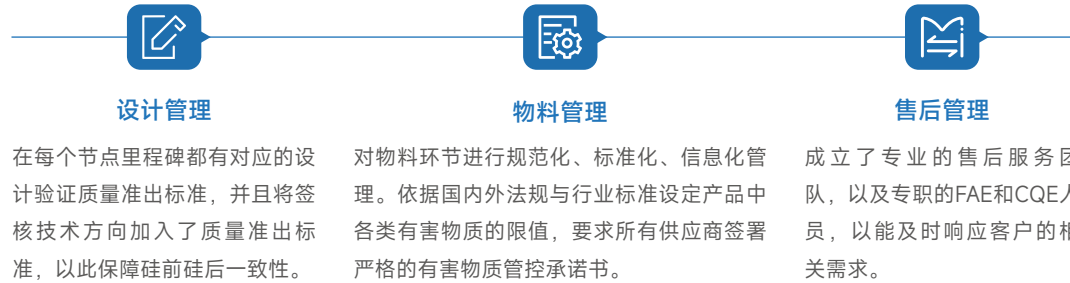 设计管理
在每个节点里程碑都有对应的设
计验证质量准出标准，并且将签
核技术方向加入了质量准出标
准，以此保障硅前硅后一致性。
物料管理
对物料环节进行规范化、标准化、信息化管
理。依据国内外法规与行业标准设定产品中
各类有害物质的限值，要求所有供应商签署
严格的有害物质管控承诺书。
售后管理
成立了专业的售后服务团
队，以及专职的FAE和CQE人
员，以能及时响应客户的相
关需求。